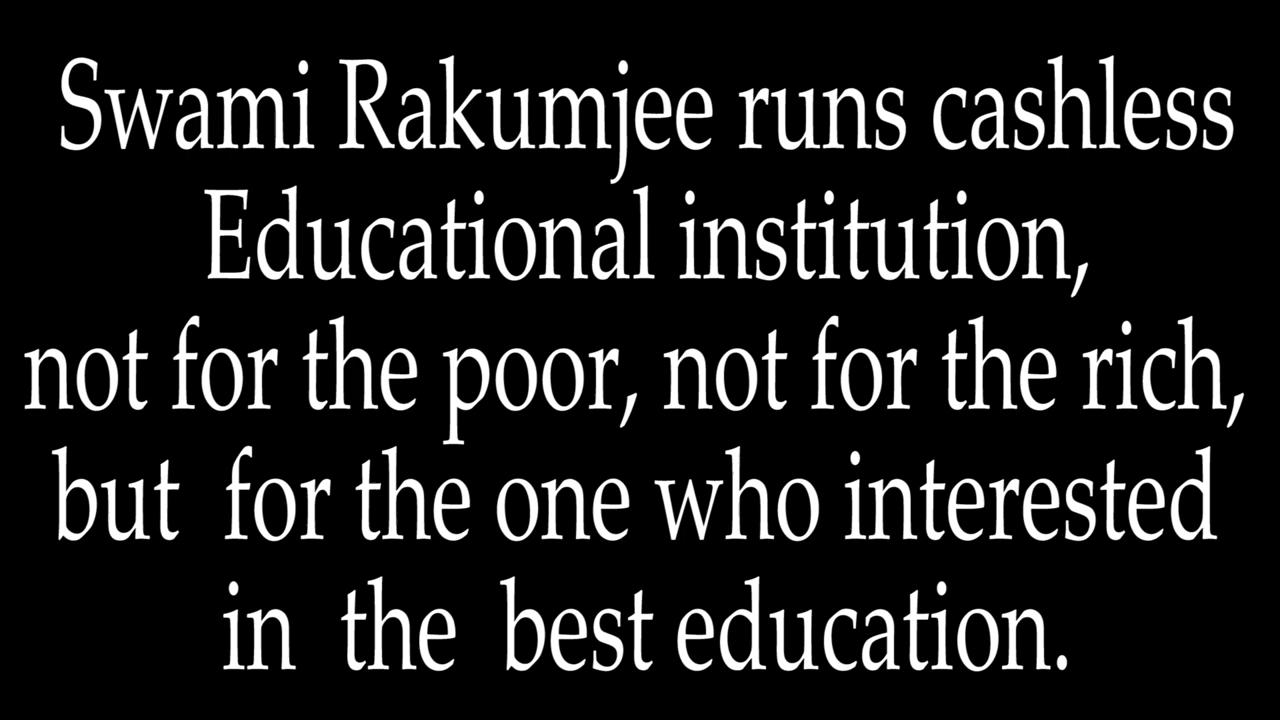 Swami Rakumjee runs cashless
Educational institution,
not for the poor, not for the rich,
but for the one who interested
in the best education.